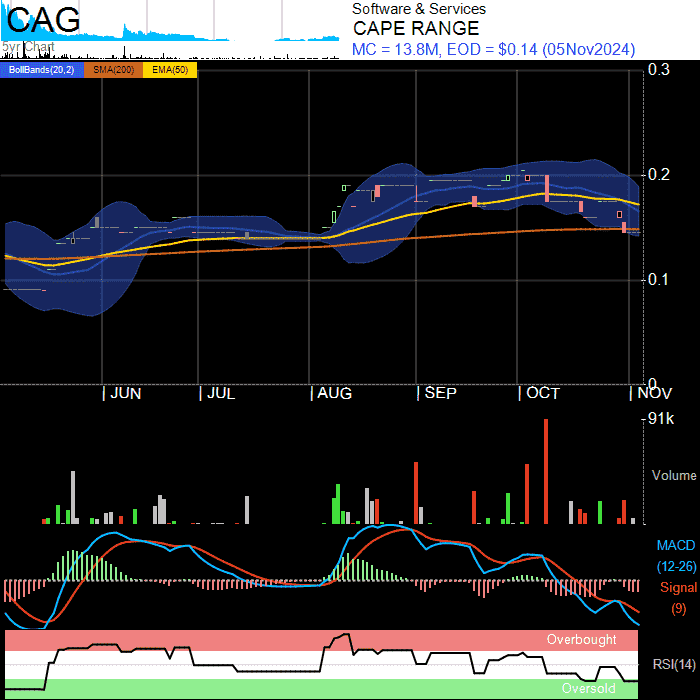 CAG
5yr Chart
Software & Services
CAPE RANGE
MC = 13.8M, EOD = $0.14 (05Nov2024)
BollBands(20,2) SMA(200) EMA(50)
0.3
0.2
0.1
0
| JUN | JUL | AUG | SEP | OCT | NOV
91k
Volume
MACD
(12-26)
Signal
(9)
Overbought
RSI(14)
Oversold